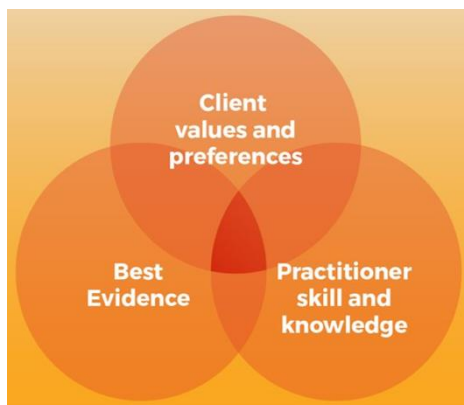 Client
values and
preferences
Best
Evidence
Practitioner
skill and
knowledge